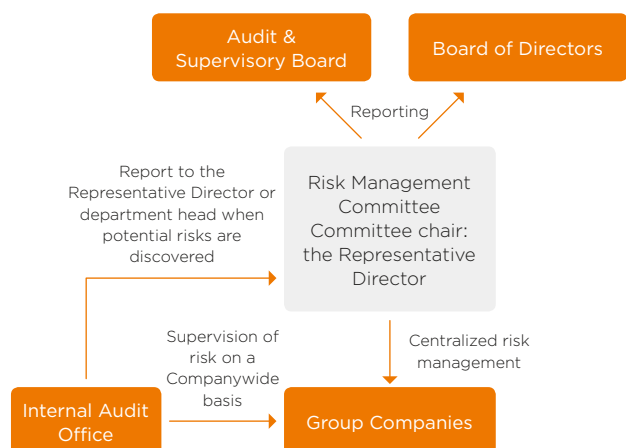 Audit &
Supervisory Board
Board of Directors
Reporting
Report to the
Representative Director or
department head when
potential risks are
discovered
Risk Management
Committee
Committee chair:
the Representative
Director
Supervision of
risk on a
Companywide
basis
Centralized risk
management
Internal Audit
Office
Group Companies